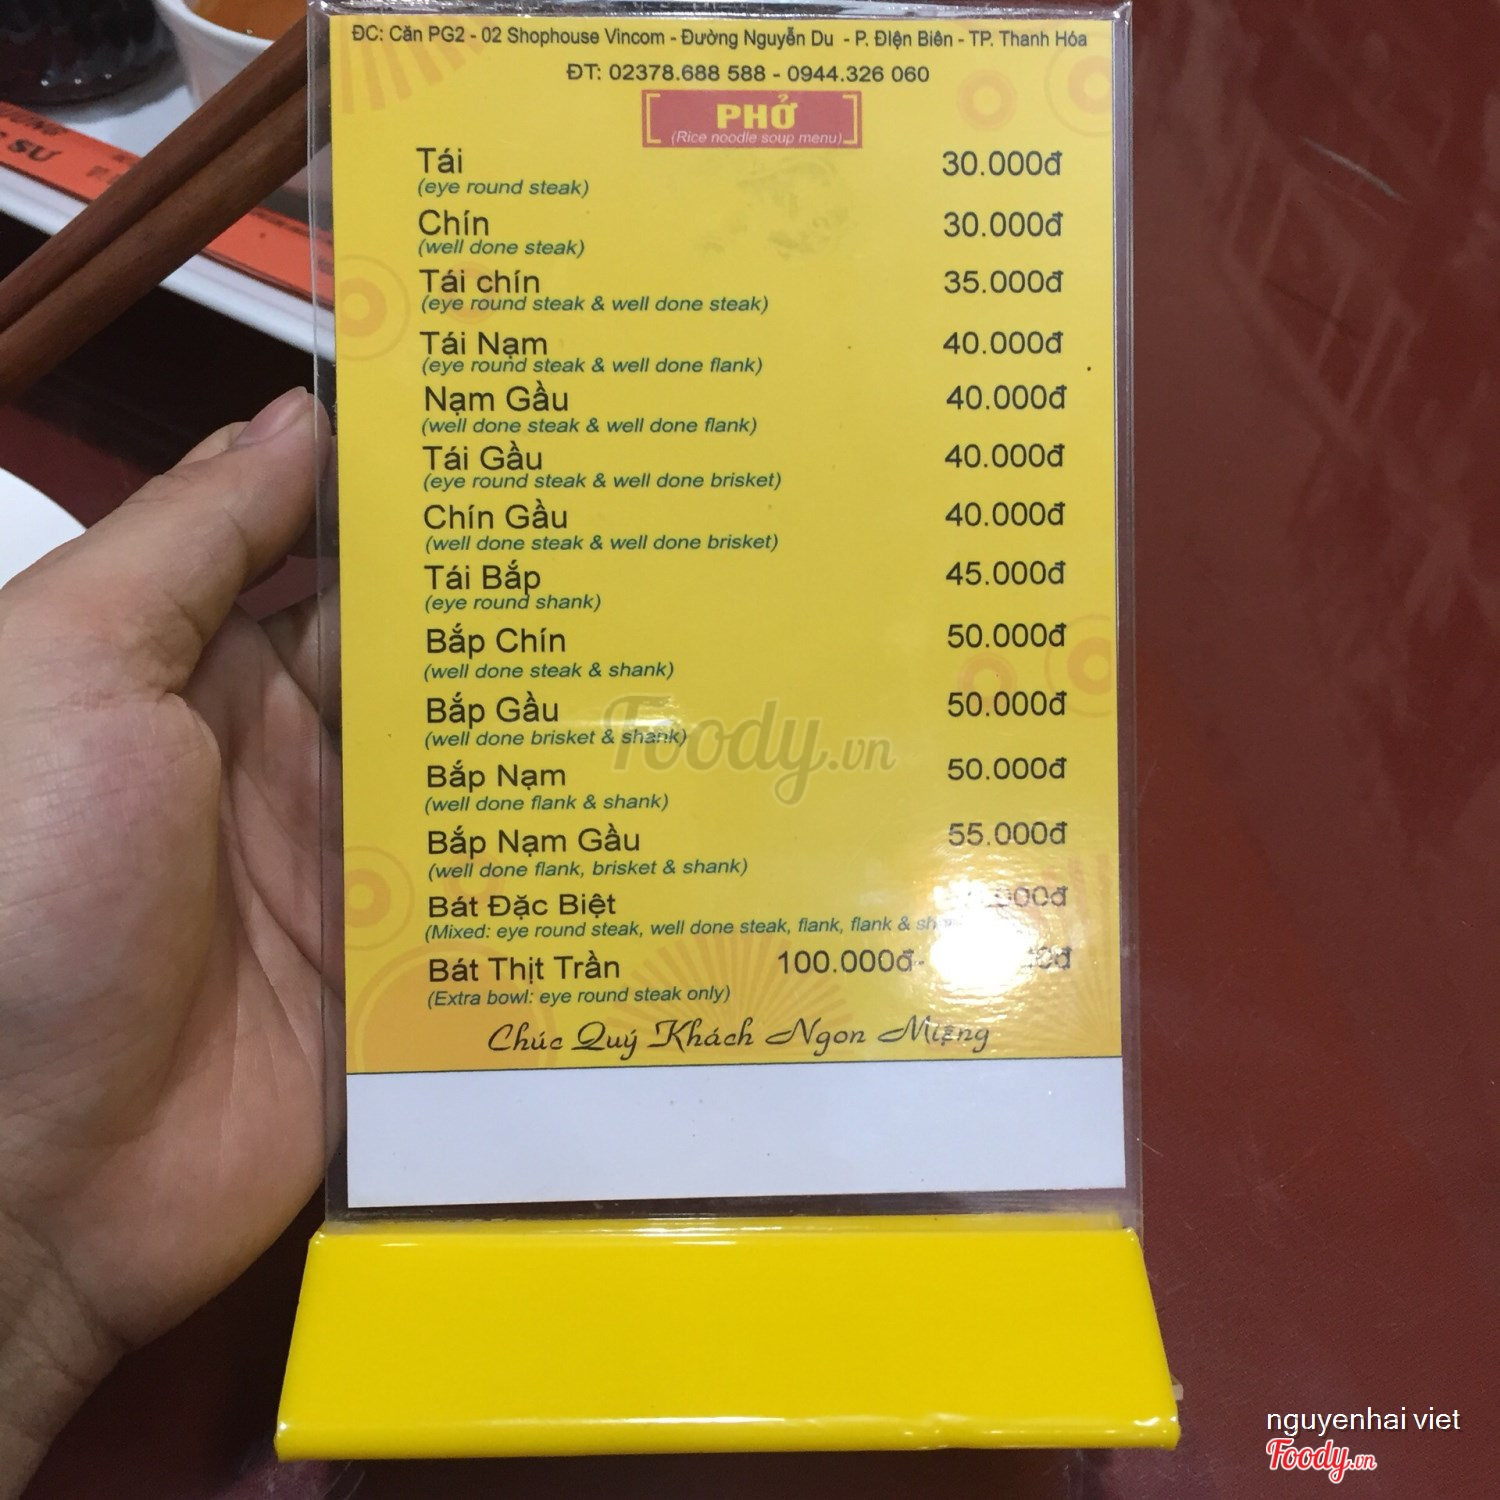 ĐC: Căn PG2 - 02 Shophouse Vincom - Đường Nguyễn Du - P. Điện Biên - TP. Thanh Hóa
ĐT: 02378.688 588 - 0944.326 060
PHỞ
(Rice noodle soup menu)
SƯ
Tái 30.000đ
(eye round steak)
Chín 30.000đ
(well done steak)
Tái chín 35.000đ
(eye round steak & well done steak)
Tái Nạm 40.000đ
(eye round steak & well done flank)
Nạm Gầu 40.000đ
(well done steak & well done flank)
Tái Gầu 40.000đ
(eye round steak & well done brisket)
Chín Gầu 40.000đ
(well done steak & well done brisket)
Tái Bắp 45.000đ
(eye round shank)
Bắp Chín 50.000đ
(well done steak & shank)
Bắp Gầu 50.000đ
(well done brisket & shank)
Bắp Nạm 50.000đ
(well done flank & shank)
Bắp Nạm Gầu 55.000đ
(well done flank, brisket & shank)
Bát Đặc Biệt
(Mixed: eye round steak, well done steak, flank, flank &
Bát Thịt Trần 100.000đ-
(Extra bowl: eye round steak only)
Chúc Quý Khách Ngon Miệng
Foody.vn
nguyenhai viet
Foody.vn